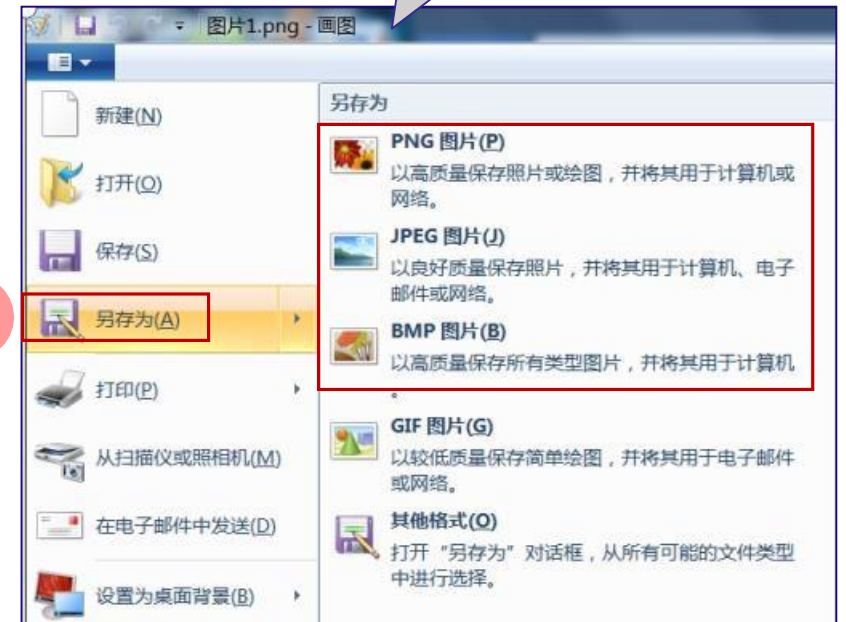 图片1.png - 画图
新建(N)
打开(O)
保存(S)
另存为(A)
打印(P)
从扫描仪或照相机(M)
在电子邮件中发送(D)
设置为桌面背景(B)
另存为
PNG 图片(P)
以高质量保存照片或绘图，并将其用于计算机或
网络。
JPEG 图片(J)
以良好质量保存照片，并将其用于计算机、电子
邮件或网络。
BMP 图片(B)
以高质量保存所有类型图片，并将其用于计算机
。
GIF 图片(G)
以较低质量保存简单绘图，并将其用于电子邮件
或网络。
其他格式(O)
打开“另存为”对话框，从所有可能的文件类型
中进行选择。